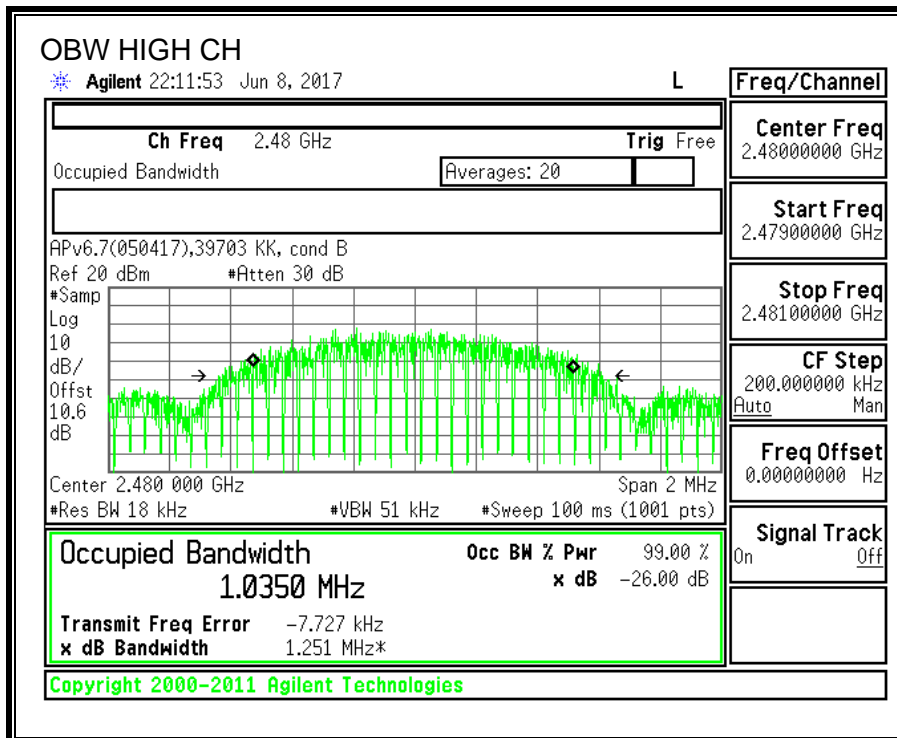 OBW HIGH CH
Agilent 22:11:53 Jun 8, 2017 L
Ch Freq 2.48 GHz Trig Free
Occupied Bandwidth Averages: 20
APv6.7(050417),39703 KK, cond B
Ref 20 dBm #Atten 30 dB
#Samp
Log
10
dB/
Offst
10.6
dB
Center 2.480 000 GHz Span 2 MHz
#Res BW 18 kHz #VBW 51 kHz #Sweep 100 ms (1001 pts)
Occupied Bandwidth Occ BW % Pwr 99.00 %
1.0350 MHz x dB -26.00 dB
Transmit Freq Error -7.727 kHz
x dB Bandwidth 1.251 MHz*
Copyright 2000-2011 Agilent Technologies
Freq/Channel
Center Freq
2.48000000 GHz
Start Freq
2.47900000 GHz
Stop Freq
2.48100000 GHz
CF Step
200.000000 kHz
Auto Man
Freq Offset
0.00000000 Hz
Signal Track
On Off